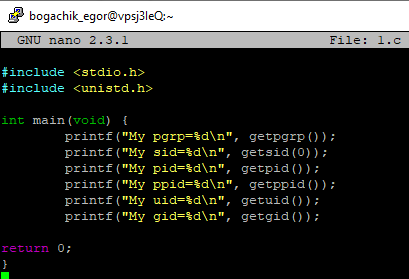 bogachik_egor@vpsj3leQ:~
GNU nano 2.3.1 File: 1.c
#include <stdio.h>
#include <unistd.h>
int main(void) {
printf("My pgrp=%d\n", getpgrp());
printf("My sid=%d\n", getsid(0));
printf("My pid=%d\n", getpid());
printf("My ppid=%d\n", getppid());
printf("My uid=%d\n", getuid());
printf("My gid=%d\n", getgid());
return 0;
}